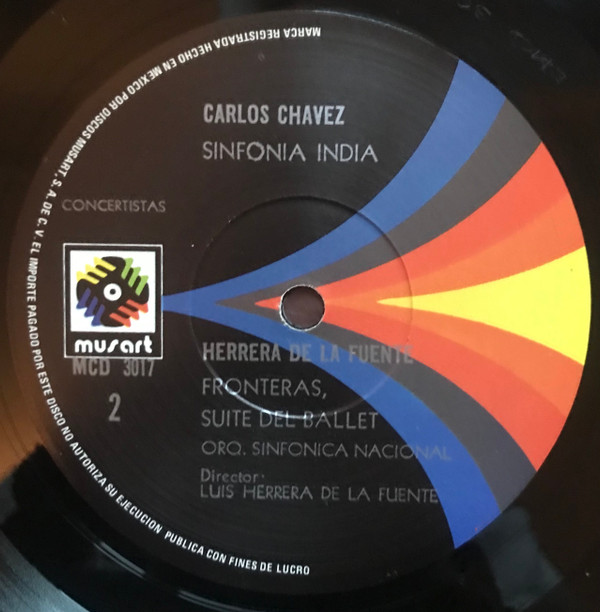 CARLOS CHAVEZ
SINFONIA INDIA
CONCERTISTAS
musart
MCD 3017
2
HERRERA DE LA FUENTE
FRONTERAS,
SUITE DEL BALLET
ORQ. SINFONICA NACIONAL
Director:
LUIS HERRERA DE LA FUENTE
MARCA REGISTRADA HECHO EN MEXICO POR DISCOS MUSART, S.A. DE C.V. EL IMPORTE PAGADO POR ESTE DISCO NO AUTORIZA SU EJECUCION PUBLICA CON FINES DE LUCRO